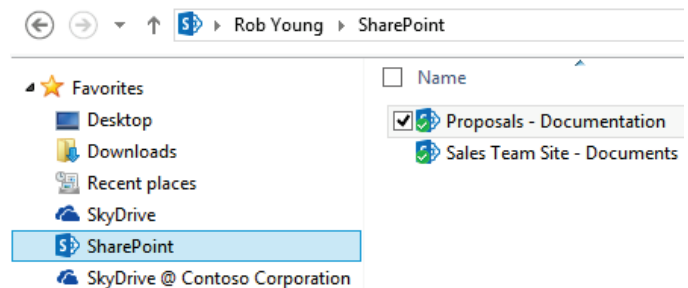 Rob Young SharePoint
Favorites
Desktop
Downloads
Recent places
SkyDrive
SharePoint
SkyDrive @ Contoso Corporation
Name
Proposals - Documentation
Sales Team Site - Documents